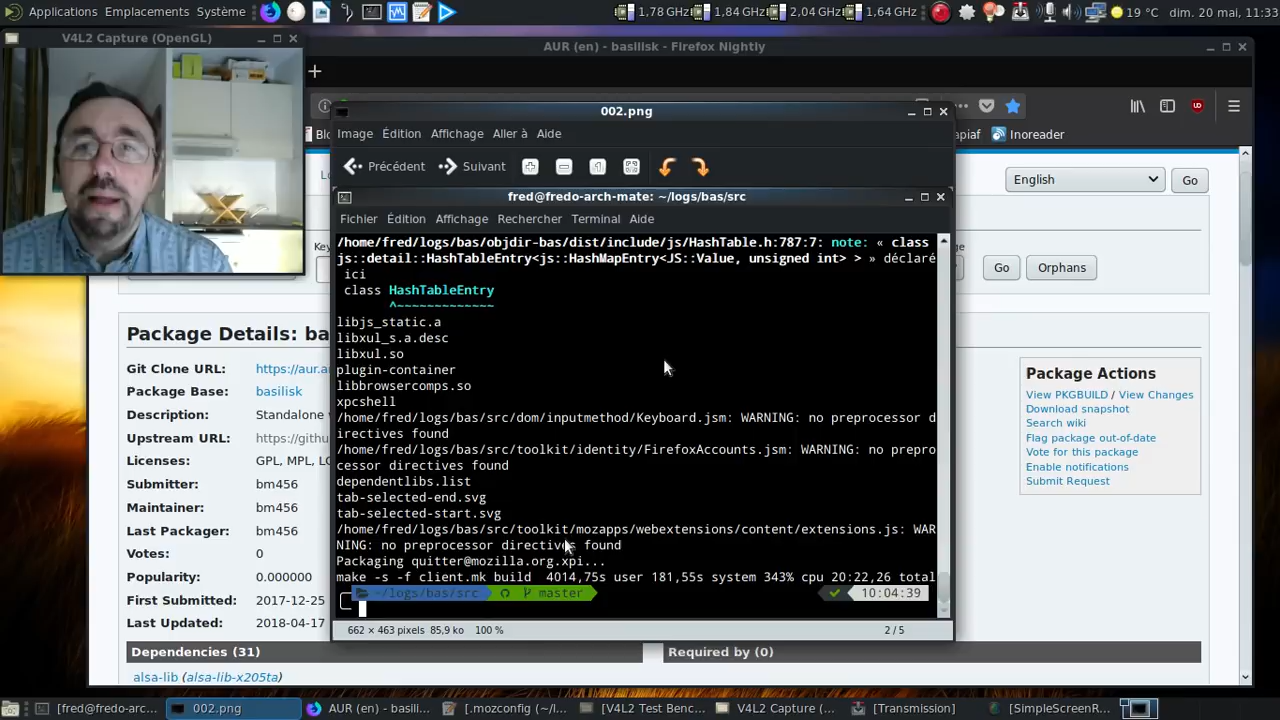 Applications Emplacements Système
1,78 GHz 1,84 GHz 2,04 GHz 1,64 GHz
19 °C dim. 20 mai, 11:33
V4L2 Capture (OpenGL)
AUR (en) - basilisk - Firefox Nightly
002.png
Image Édition Affichage Aller à Aide
Précédent Suivant
apiaf Inoreader
fred@fredo-arch-mate: ~/logs/bas/src
Fichier Édition Affichage Rechercher Terminal Aide
/home/fred/logs/bas/objdir-bas/dist/include/js/HashTable.h:787:7: note: « class
js::detail::HashTableEntry<js::HashMapEntry<JS::Value, unsigned int> > » déclaré
ici
class HashTableEntry
^~~~~~~~~~~~~~
libjs_static.a
libxul_s.a.desc
libxul.so
plugin-container
libbrowsercomps.so
xpcshell
/home/fred/logs/bas/src/dom/inputmethod/Keyboard.jsm: WARNING: no preprocessor d
irectives found
/home/fred/logs/bas/src/toolkit/identity/FirefoxAccounts.jsm: WARNING: no prepro
cessor directives found
dependentlibs.list
tab-selected-end.svg
tab-selected-start.svg
/home/fred/logs/bas/src/toolkit/mozapps/webextensions/content/extensions.js: WAR
NING: no preprocessor directives found
Packaging quitter@mozilla.org.xpi...
make -s -f client.mk build 4014,75s user 181,55s system 343% cpu 20:22,26 total
~/logs/bas/src master 10:04:39
662 × 463 pixels 85,9 ko 100 % 2 / 5
English Go
Go Orphans
Package Details: ba
Git Clone URL: https://aur.ar
Package Base: basilisk
Description: Standalone
Upstream URL: https://githu
Licenses: GPL, MPL, LG
Submitter: bm456
Maintainer: bm456
Last Packager: bm456
Votes: 0
Popularity: 0.000000
First Submitted: 2017-12-25
Last Updated: 2018-04-17
Dependencies (31)
alsa-lib (alsa-lib-x205ta)
Required by (0)
Package Actions
View PKGBUILD / View Changes
Download snapshot
Search wiki
Flag package out-of-date
Vote for this package
Enable notifications
Submit Request
[fred@fredo-arc... 002.png AUR (en) - basili... [.mozconfig (~/l... [V4L2 Test Benc... V4L2 Capture (... [Transmission] [SimpleScreenR...